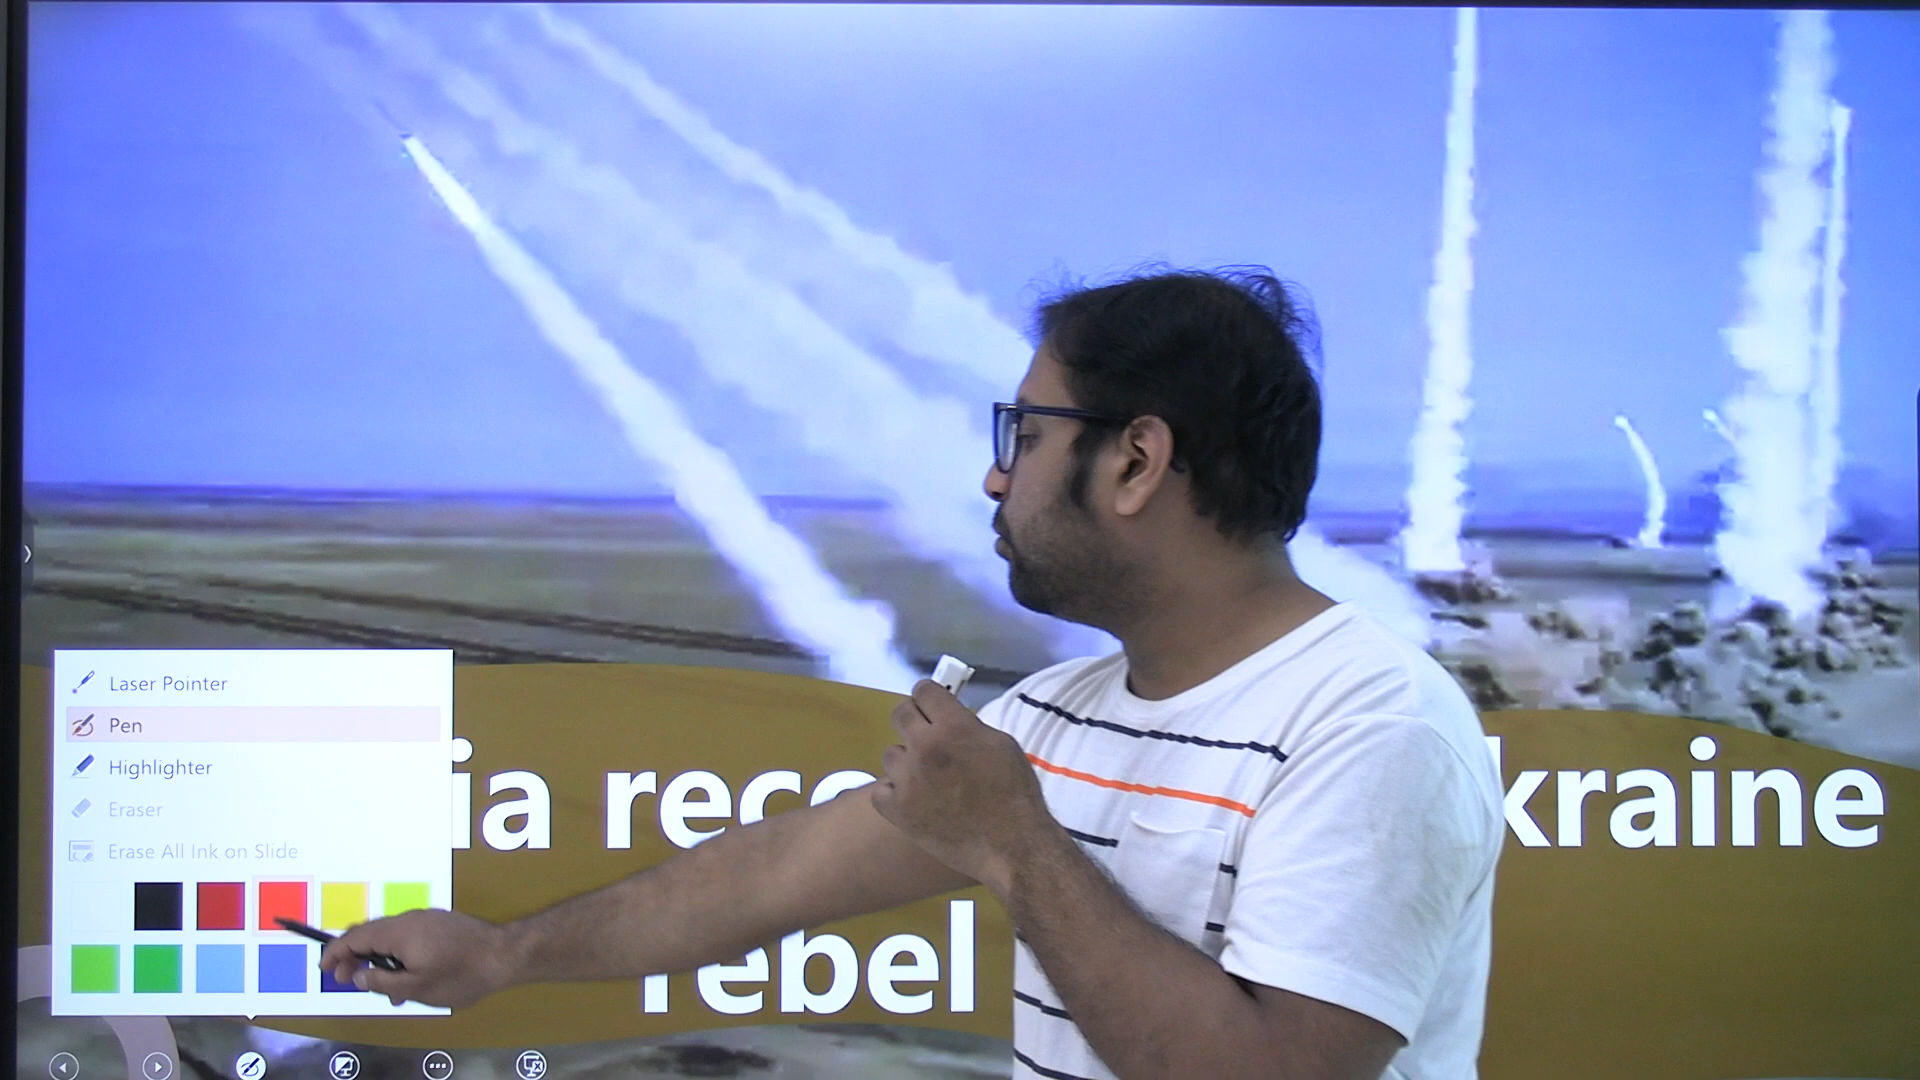 Laser Pointer
Pen
Highlighter
Eraser
Erase All Ink on Slide
ia reco kraine
rebel